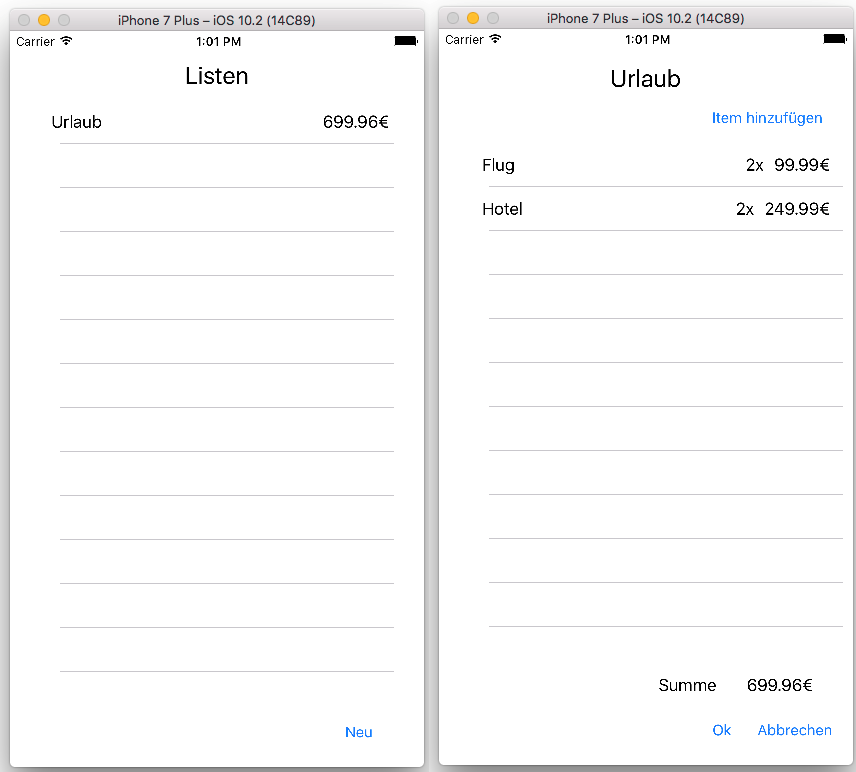 iPhone 7 Plus – iOS 10.2 (14C89)
Carrier 1:01 PM
Listen
Urlaub 699.96€
Neu
iPhone 7 Plus – iOS 10.2 (14C89)
Carrier 1:01 PM
Urlaub
Item hinzufügen
Flug 2x 99.99€
Hotel 2x 249.99€
Summe 699.96€
Ok Abbrechen